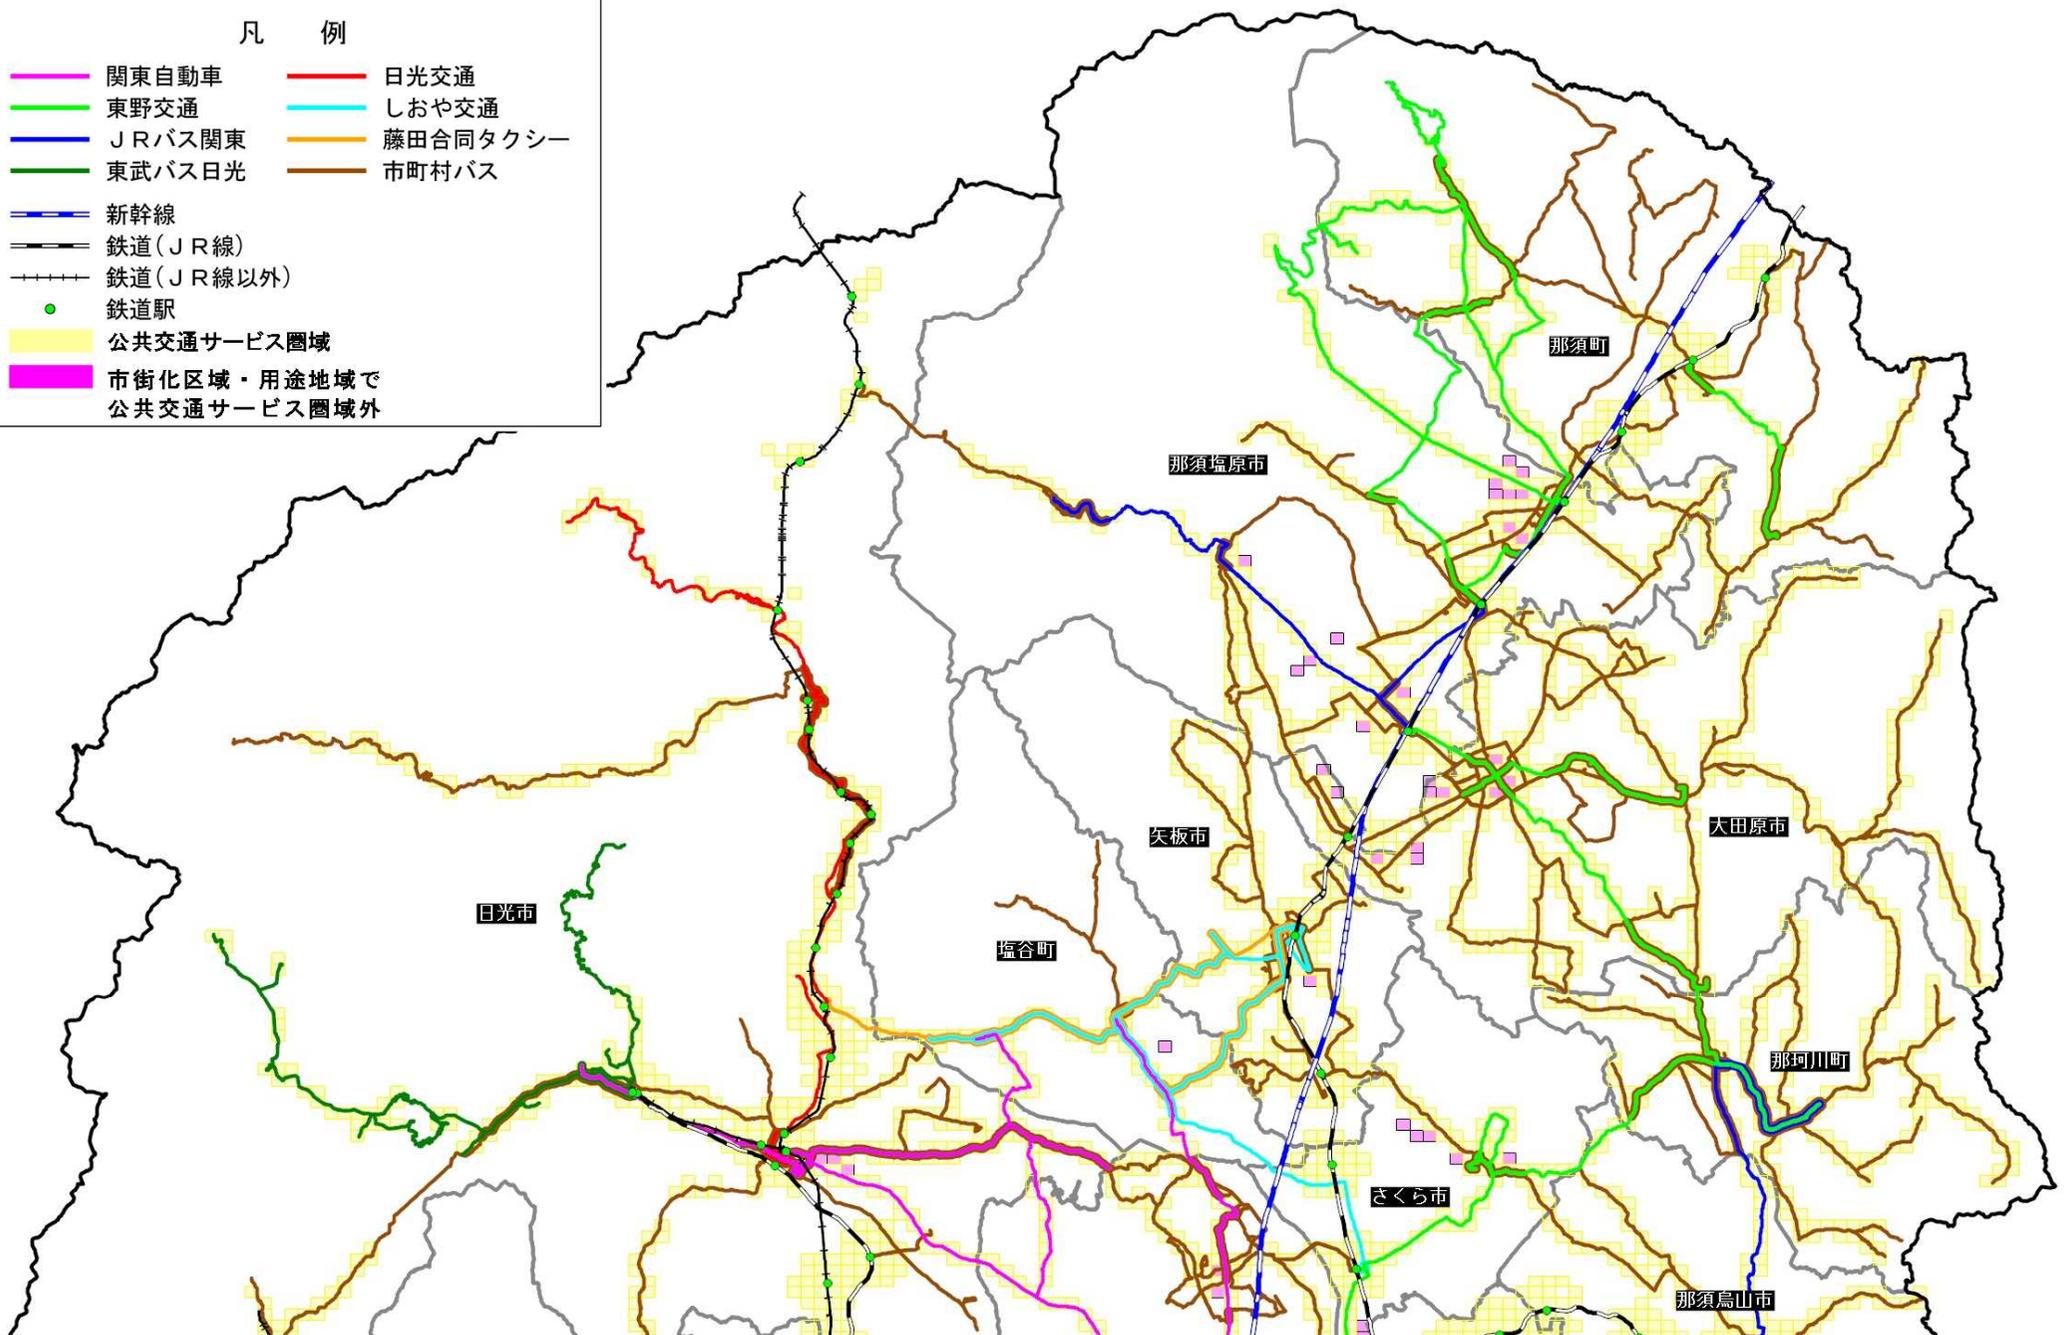 凡　例
関東自動車
日光交通
東野交通
しおや交通
ＪＲバス関東
藤田合同タクシー
東武バス日光
市町村バス
新幹線
鉄道（ＪＲ線）
鉄道（ＪＲ線以外）
鉄道駅
公共交通サービス圏域
市街化区域・用途地域で
公共交通サービス圏域外
那須町
那須塩原市
大田原市
矢板市
日光市
塩谷町
那珂川町
さくら市
那須烏山市